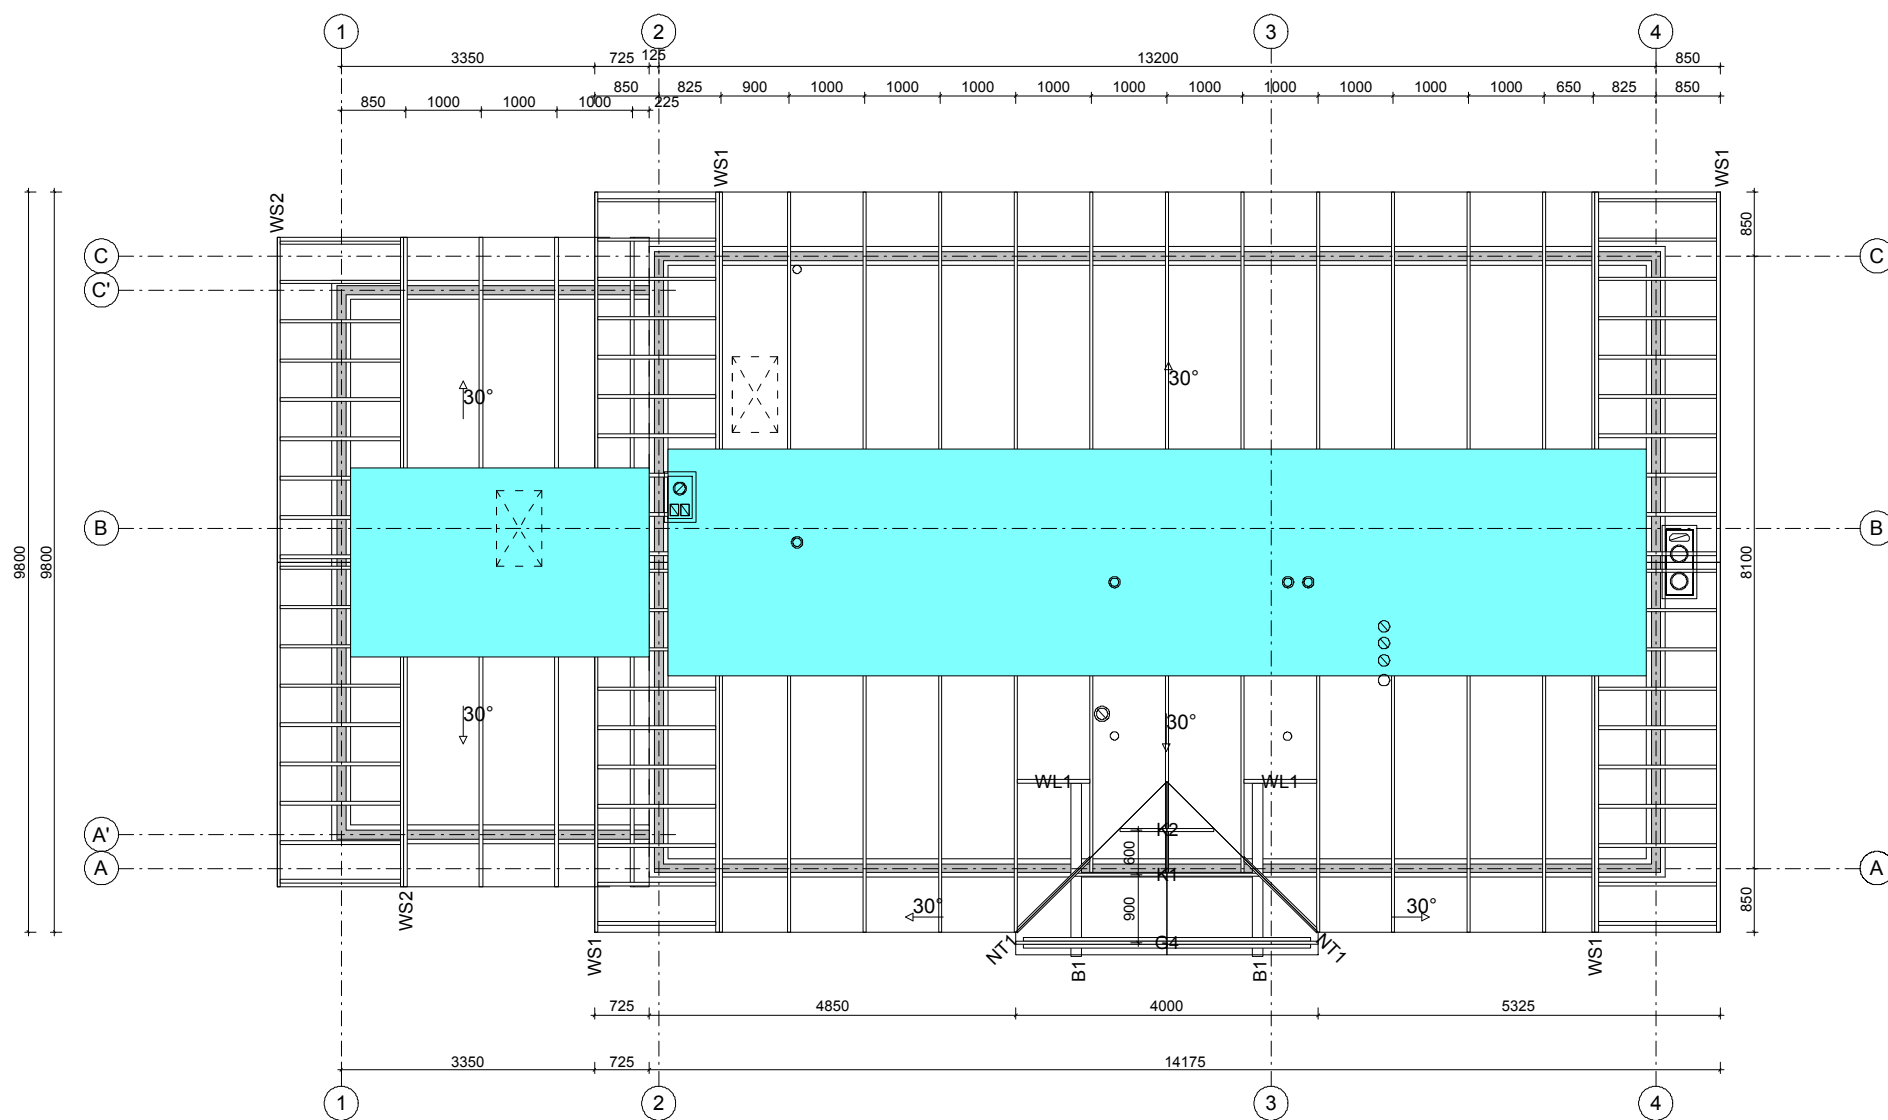 1 2 3 4
3350 725 125 13200 850
850 825 900 1000 1000 1000 1000 1000 1000 1000 1000 1000 1000 650 825 850
850 1000 1000 1000 225
WS2 WS1 WS1
C C
C'
850
30° 30°
B B
9800 9800 8100
30° 30°
WL1 WL1
K2
600
A'
K1
A A
900 850
30° 30°
WS2
G4
NT1 NT1
WS1 B1 B1 WS1
725 4850 4000 5325
3350 725 14175
1 2 3 4